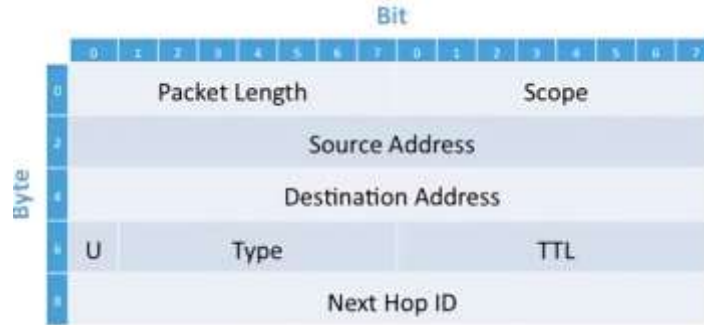 Bit
0 1 2 3 4 5 6 7 0 1 2 3 4 5 6 7
0 Packet Length Scope
2 Source Address
Byte
4 Destination Address
6 U Type TTL
8 Next Hop ID